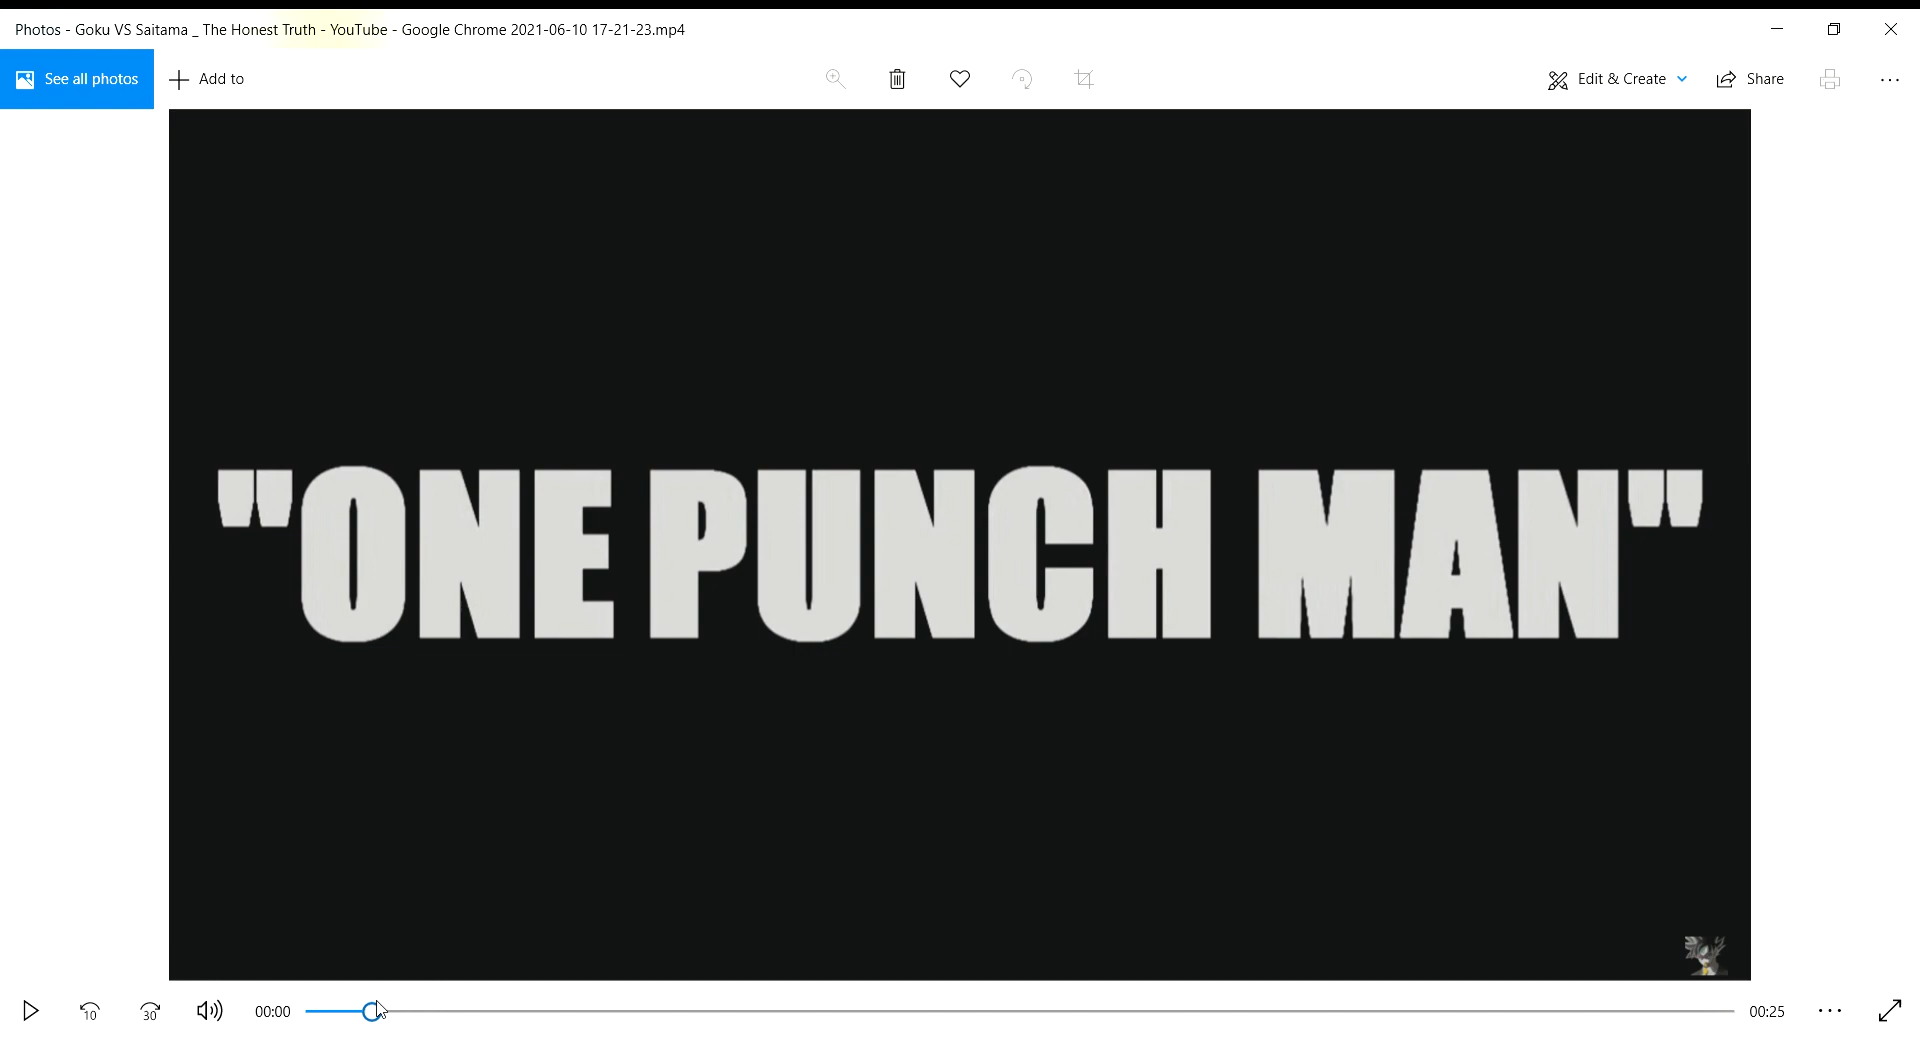 Photos - Goku VS Saitama _ The Honest Truth - YouTube - Google Chrome 2021-06-10 17-21-23.mp4
See all photos
Add to
Edit & Create
Share
"ONE PUNCH MAN"
10
30
00:00
00:25